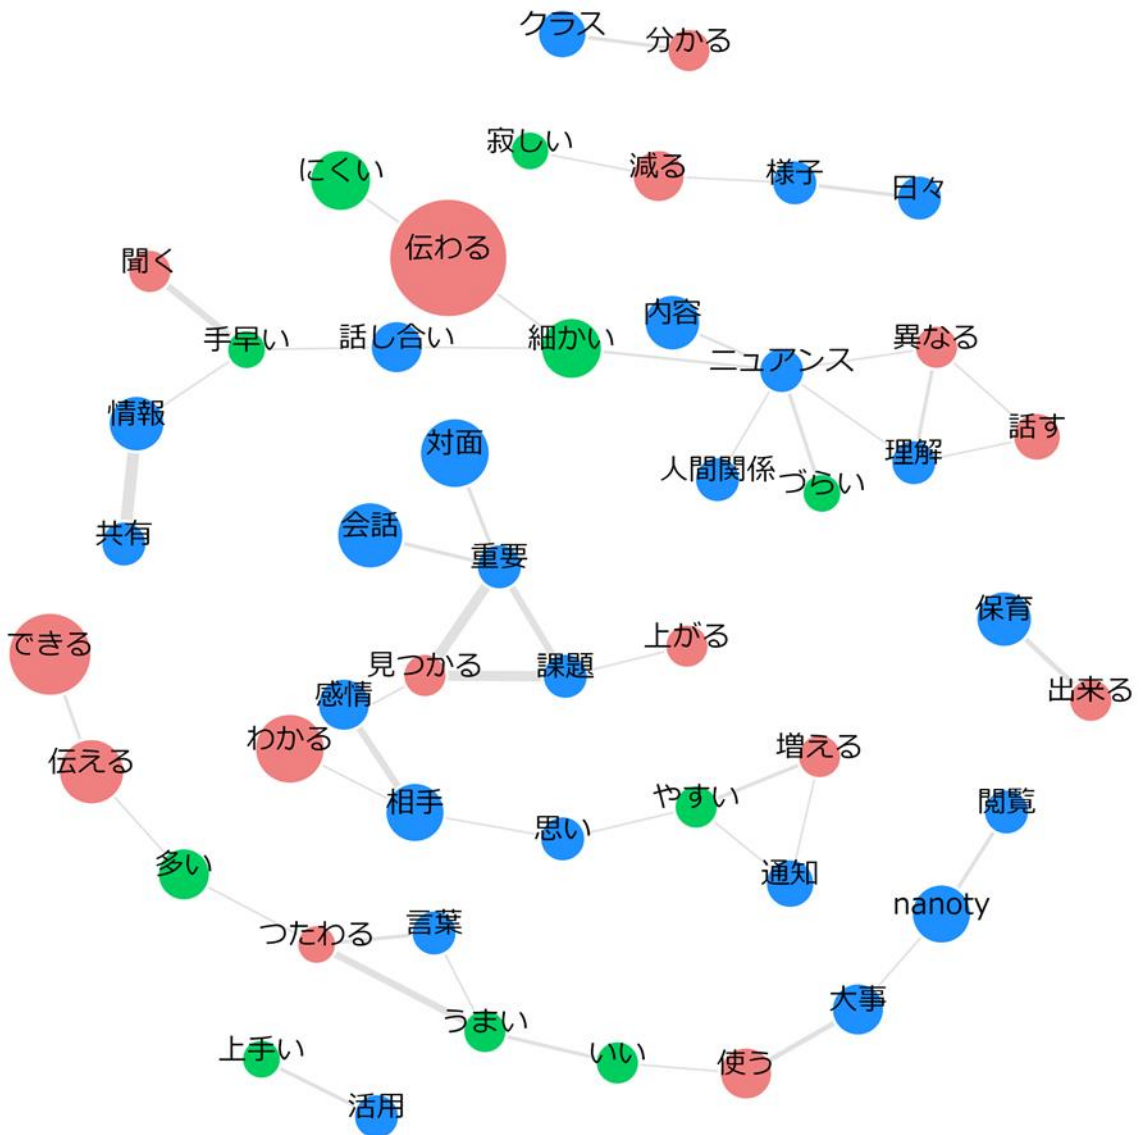 クラス
分かる
寂しい
減る
様子
日々
にくい
伝わる
聞く
手早い
話し合い
細かい
内容
ニュアンス
異なる
話す
理解
人間関係
づらい
情報
共有
対面
会話
重要
見つかる
課題
上がる
保育
出来る
できる
伝える
感情
わかる
相手
思い
やすい
増える
通知
閲覧
nanoty
多い
つたわる
言葉
うまい
いい
使う
大事
上手い
活用